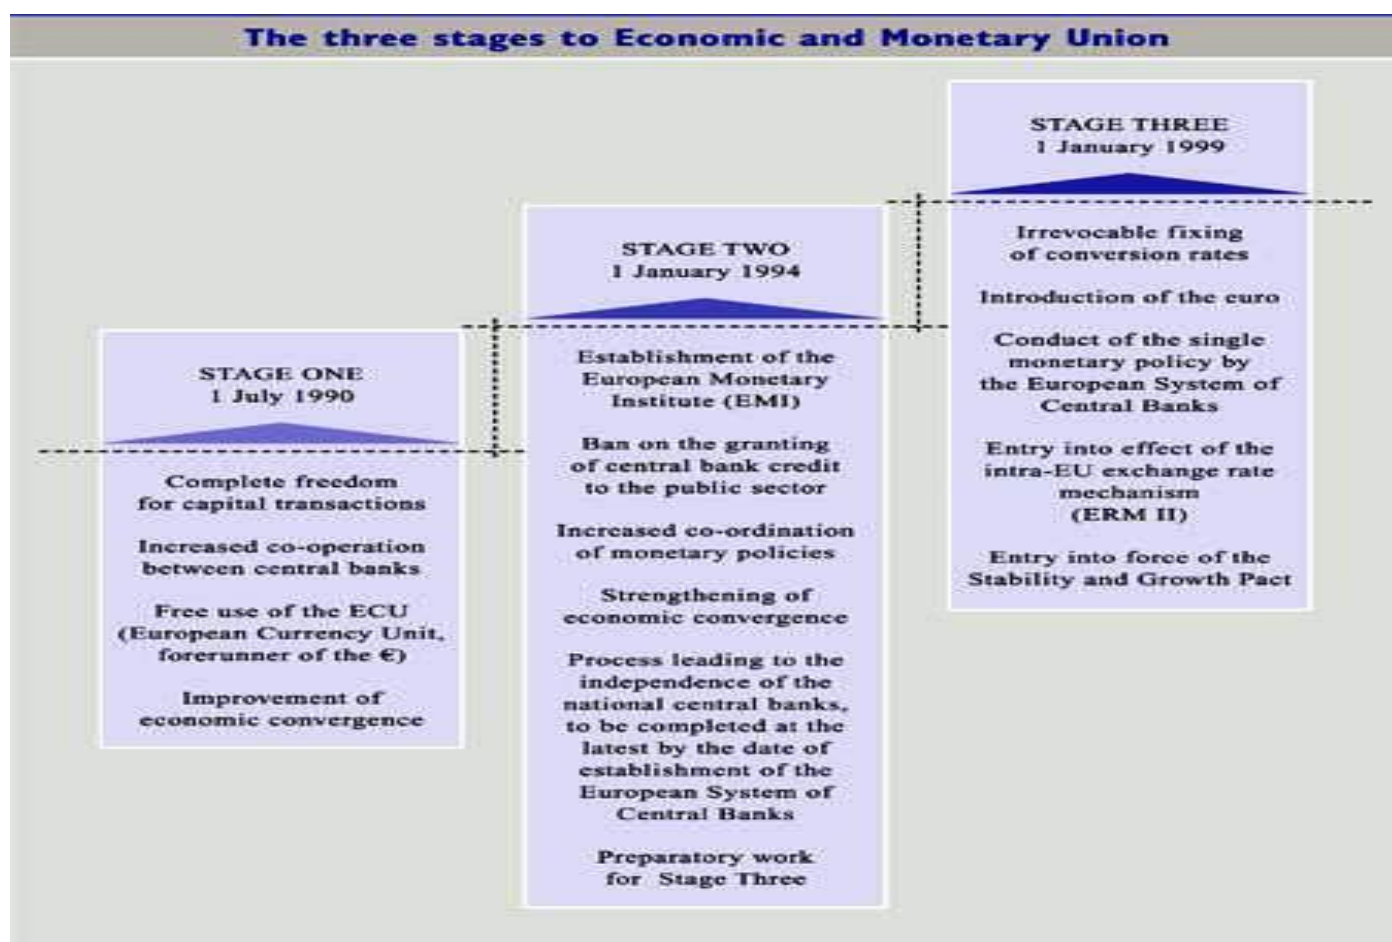 The three stages to Economic and Monetary Union
STAGE ONE
1 July 1990
Complete freedom
for capital transactions
Increased co-operation
between central banks
Free use of the ECU
(European Currency Unit,
forerunner of the €)
Improvement of
economic convergence
STAGE TWO
1 January 1994
Establishment of the
European Monetary
Institute (EMI)
Ban on the granting
of central bank credit
to the public sector
Increased co-ordination
of monetary policies
Strengthening of
economic convergence
Process leading to the
independence of the
national central banks,
to be completed at the
latest by the date of
establishment of the
European System of
Central Banks
Preparatory work
for Stage Three
STAGE THREE
1 January 1999
Irrevocable fixing
of conversion rates
Introduction of the euro
Conduct of the single
monetary policy by
the European System of
Central Banks
Entry into effect of the
intra-EU exchange rate
mechanism
(ERM II)
Entry into force of the
Stability and Growth Pact